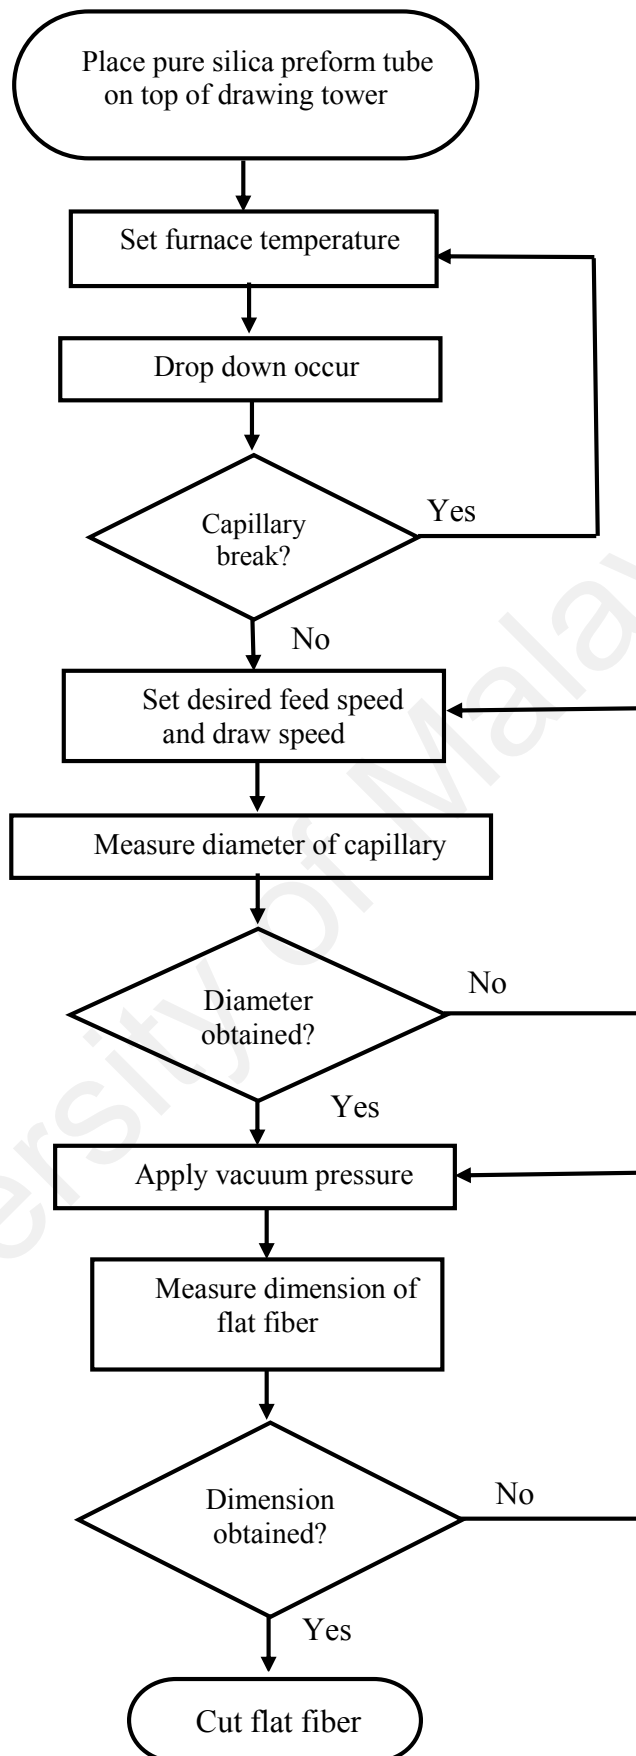 Place pure silica preform tube
on top of drawing tower
Set furnace temperature
Drop down occur
Capillary
break?
Yes
No
Set desired feed speed
and draw speed
Measure diameter of capillary
Diameter
obtained?
No
Yes
Apply vacuum pressure
Measure dimension of
flat fiber
Dimension
obtained?
No
Yes
Cut flat fiber